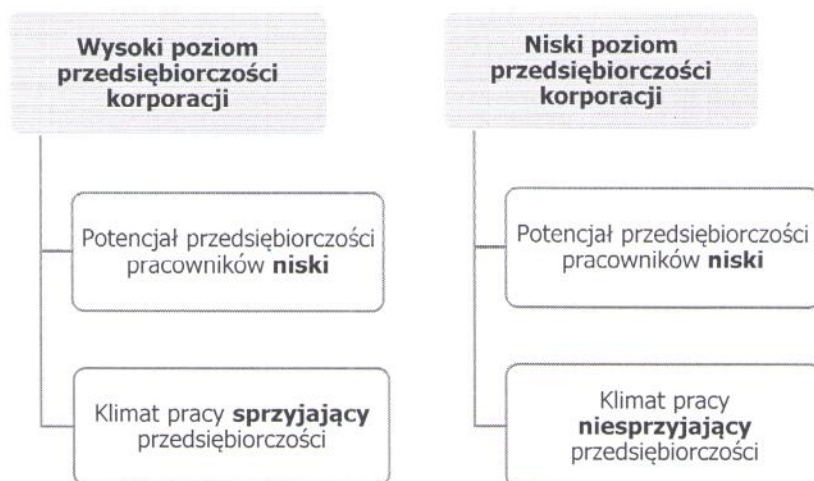 Wysoki poziom
przedsiębiorczości
korporacji
Potencjał przedsiębiorczości
pracowników niski
Klimat pracy sprzyjający
przedsiębiorczości
Niski poziom
przedsiębiorczości
korporacji
Potencjał przedsiębiorczości
pracowników niski
Klimat pracy
niesprzyjający
przedsiębiorczości